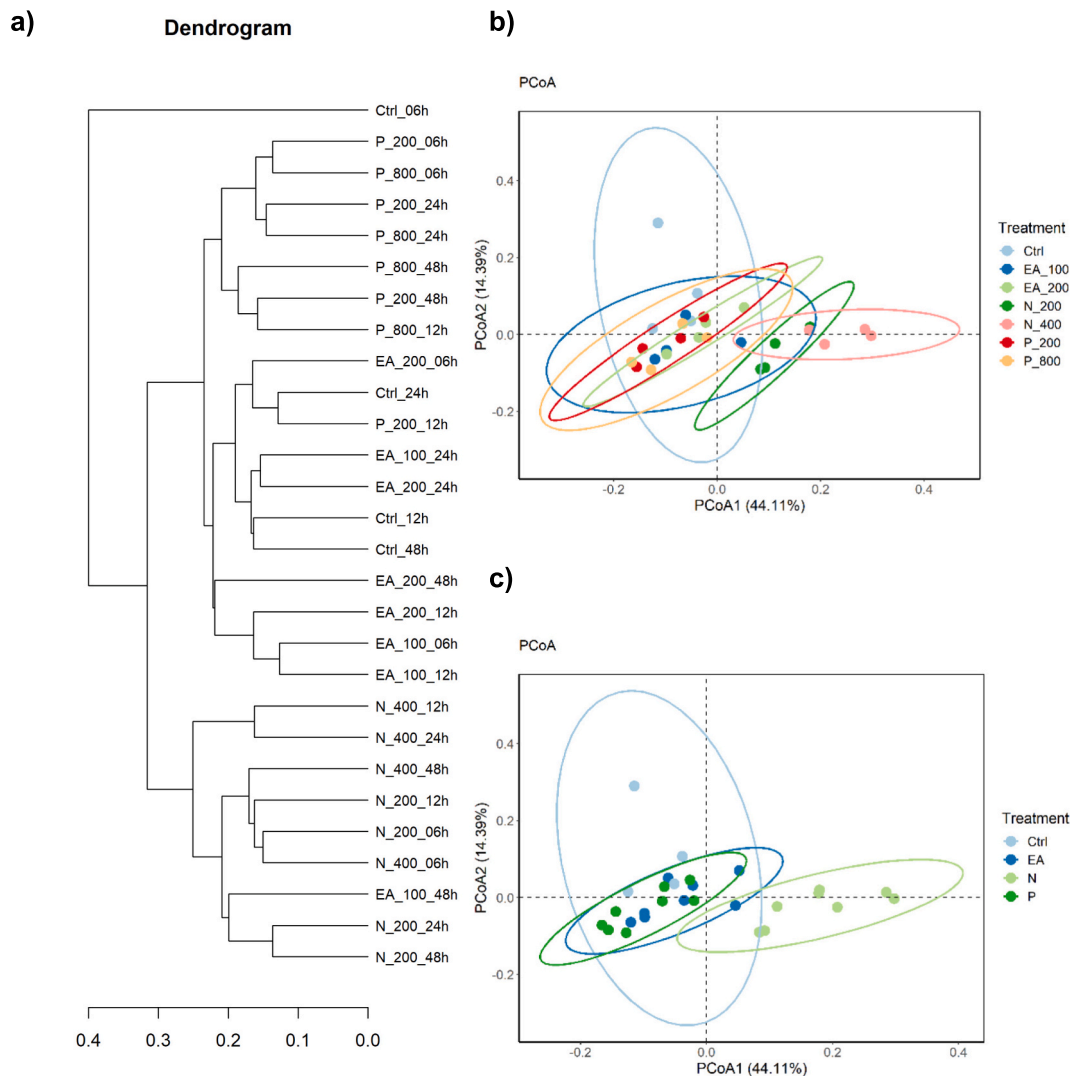 a)
Dendrogram
Ctrl_06h
P_200_06h
P_800_06h
P_200_24h
P_800_24h
P_800_48h
P_200_48h
P_800_12h
EA_200_06h
Ctrl_24h
P_200_12h
EA_100_24h
EA_200_24h
Ctrl_12h
Ctrl_48h
EA_200_48h
EA_200_12h
EA_100_06h
EA_100_12h
N_400_12h
N_400_24h
N_400_48h
N_200_12h
N_200_06h
N_400_06h
EA_100_48h
N_200_24h
N_200_48h
0.4 0.3 0.2 0.1 0.0
b)
PCoA
PCoA2 (14.39%)
0.4
0.2
0.0
-0.2
-0.2 0.0 0.2 0.4
PCoA1 (44.11%)
Treatment
Ctrl
EA_100
EA_200
N_200
N_400
P_200
P_800
c)
PCoA
PCoA2 (14.39%)
0.4
0.2
0.0
-0.2
-0.2 0.0 0.2 0.4
PCoA1 (44.11%)
Treatment
Ctrl
EA
N
P